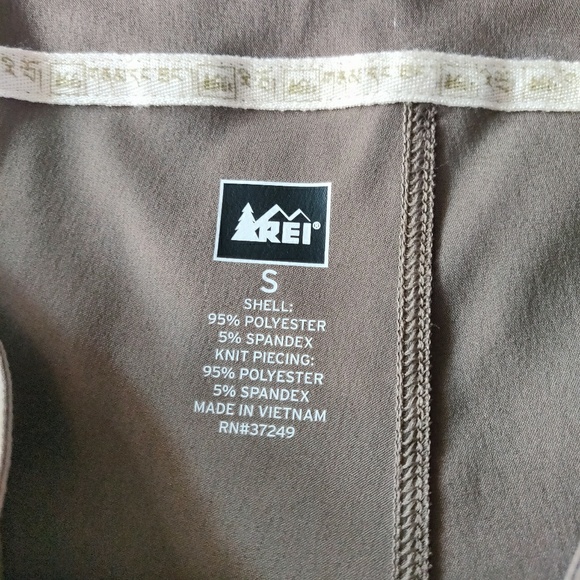 REI®
S
SHELL:
95% POLYESTER
5% SPANDEX
KNIT PIECING:
95% POLYESTER
5% SPANDEX
MADE IN VIETNAM
RN#37249